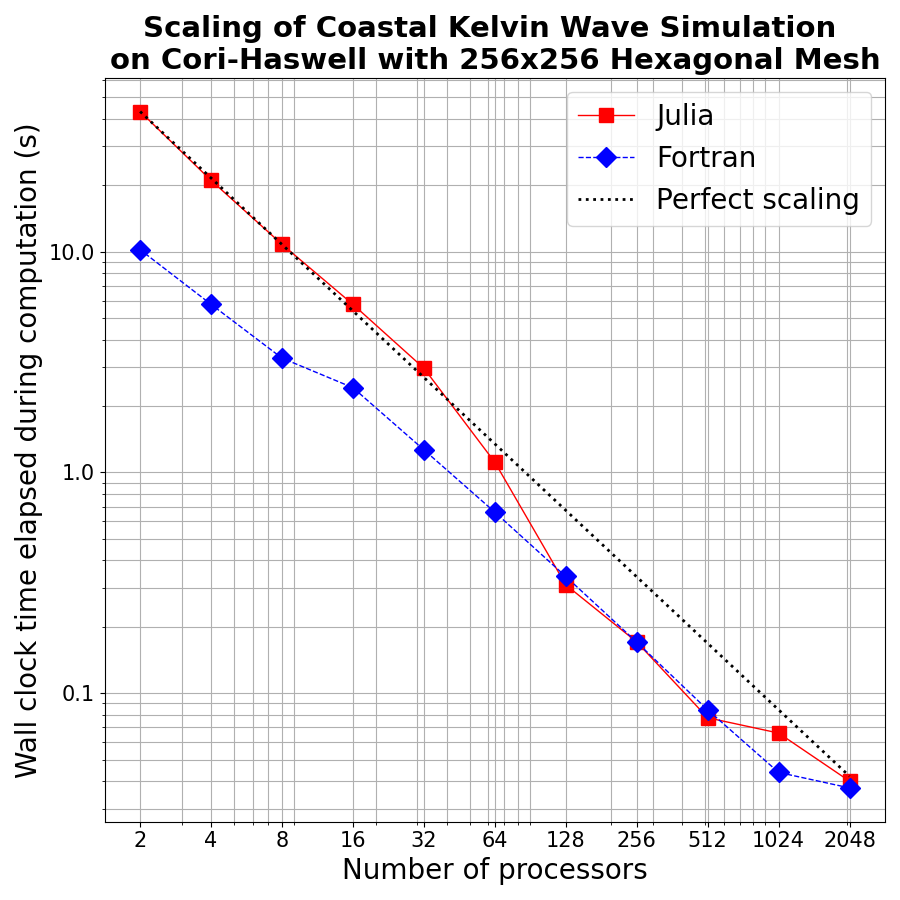 Scaling of Coastal Kelvin Wave Simulation
on Cori-Haswell with 256x256 Hexagonal Mesh
Julia
Fortran
Perfect scaling
Wall clock time elapsed during computation (s)
10.0
1.0
0.1
2 4 8 16 32 64 128 256 512 1024 2048
Number of processors